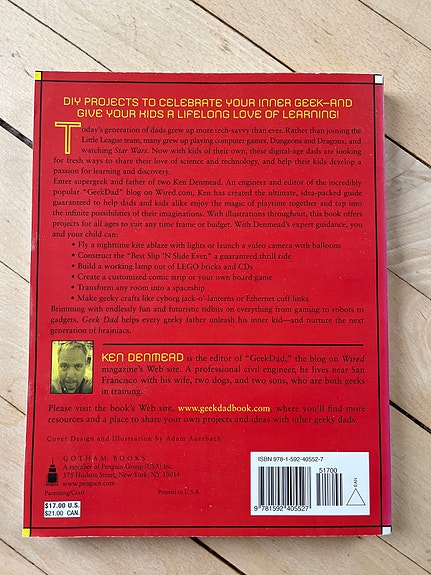 DIY PROJECTS TO CELEBRATE YOUR INNER GEEK—AND
GIVE YOUR KIDS A LIFELONG LOVE OF LEARNING!
Today's generation of dads grew up more tech-savvy than ever. Rather than joining the
Little League team, many grew up playing computer games, Dungeons and Dragons, and
watching Star Wars. Now with kids of their own, these digital-age dads are looking
for fresh ways to share their love of science and technology, and help their kids develop a
passion for learning and discovery.
Enter supergeek and father of two Ken Denmead. An engineer and editor of the incredibly
popular "GeekDad" blog on Wired.com, Ken has created the ultimate, idea-packed guide
guaranteed to help dads and kids alike enjoy the magic of playtime together and tap into
the infinite possibilities of their imaginations. With illustrations throughout, this book offers
projects for all ages to suit any time frame or budget. With Denmead's expert guidance, you
and your child can:
• Fly a nighttime kite ablaze with lights or launch a video camera with balloons
• Construct the "Best Slip 'N Slide Ever," a guaranteed thrill ride
• Build a working lamp out of LEGO bricks and CDs
• Create a customized comic strip or your own board game
• Transform any room into a spaceship
• Make geeky crafts like cyborg jack-o'-lanterns or Ethernet cuff links
Brimming with endless fun and futuristic tidbits on everything from gaming to robots to
gadgets, Geek Dad helps every geeky father unleash his inner kid—and nurture the next
generation of brainiacs.
KEN DENMEAD is the editor of "GeekDad," the blog on Wired
magazine's Web site. A professional civil engineer, he lives near San
Francisco with his wife, two dogs, and two sons, who are both geeks
in training.
Please visit the book's Web site, www.geekdadbook.com, where you'll find more
resources and a place to share your own projects and ideas with other geeky dads.
Cover Design and Illustration by Adam Auerbach
GOTHAM BOOKS
A member of Penguin Group (USA) Inc.
375 Hudson Street, New York, NY 10014
www.penguin.com
Parenting/Craft
Printed in U.S.A.
$17.00 U.S.
$21.00 CAN.
ISBN 978-1-592-40552-7
51700
9 781592 405527
EAN